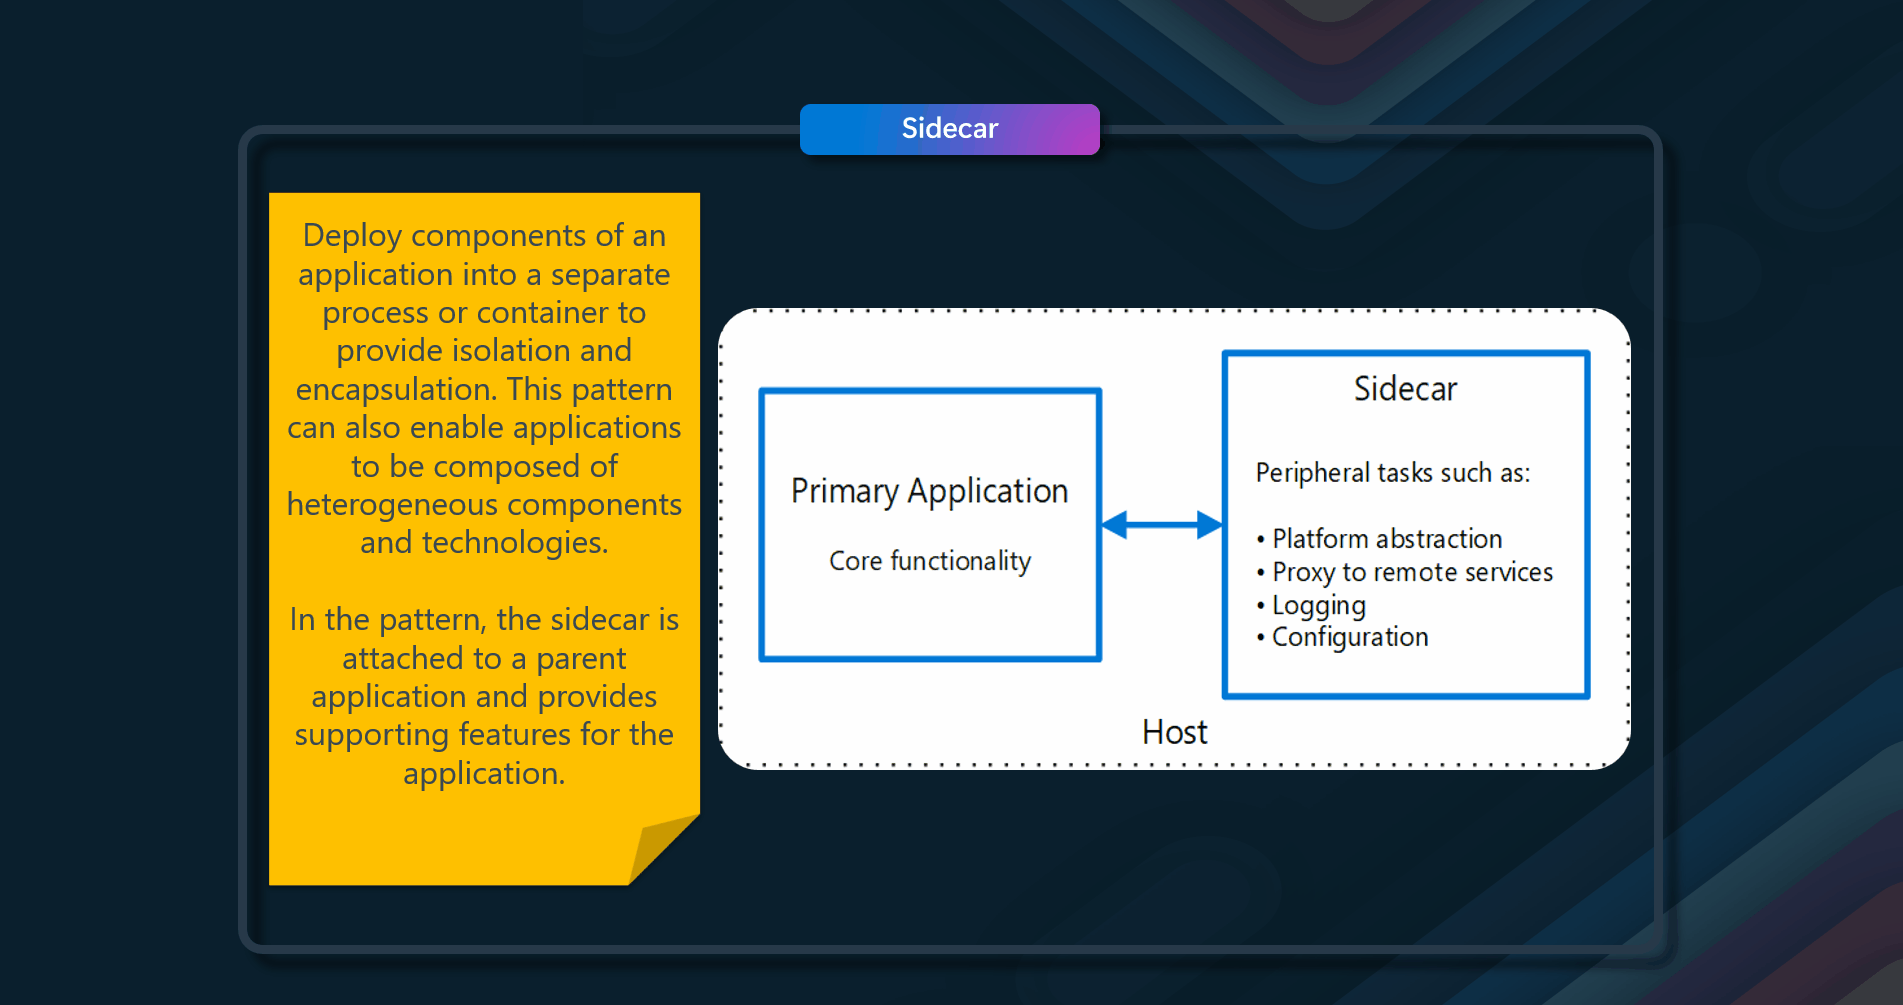 Sidecar
Deploy components of an
application into a separate
process or container to
provide isolation and
encapsulation. This pattern
can also enable applications
to be composed of
heterogeneous components
and technologies.
In the pattern, the sidecar is
attached to a parent
application and provides
supporting features for the
application.
Primary Application
Core functionality
Sidecar
Peripheral tasks such as:
• Platform abstraction
• Proxy to remote services
• Logging
• Configuration
Host